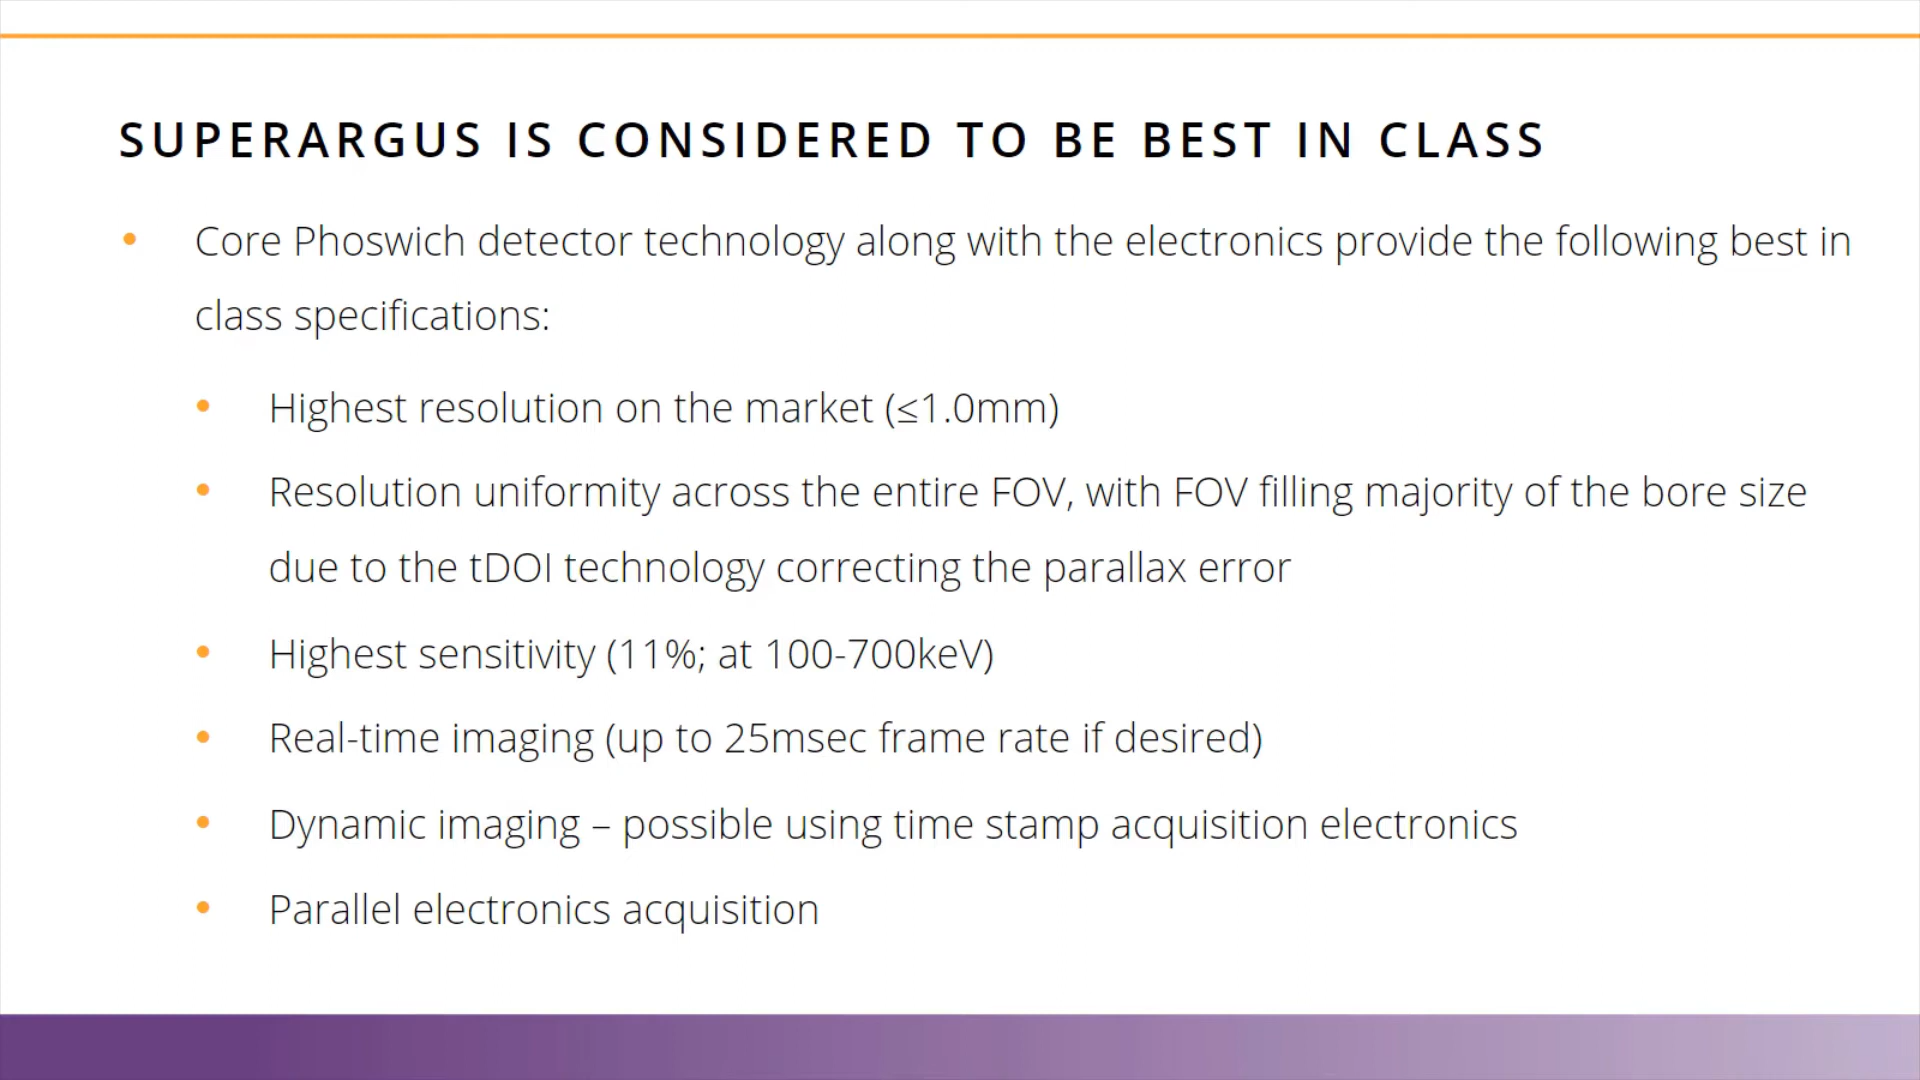 SUPERARGUS IS CONSIDERED TO BE BEST IN CLASS
• Core Phoswich detector technology along with the electronics provide the following best in
class specifications:
• Highest resolution on the market (≤1.0mm)
• Resolution uniformity across the entire FOV, with FOV filling majority of the bore size
due to the tDOI technology correcting the parallax error
• Highest sensitivity (11%; at 100-700keV)
• Real-time imaging (up to 25msec frame rate if desired)
• Dynamic imaging – possible using time stamp acquisition electronics
• Parallel electronics acquisition